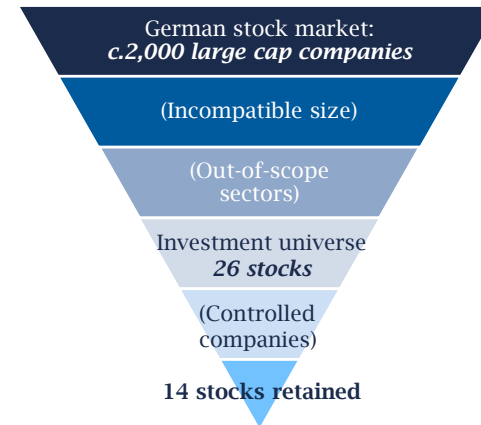 German stock market:
c.2,000 large cap companies
(Incompatible size)
(Out-of-scope
sectors)
Investment universe
26 stocks
(Controlled
companies)
14 stocks retained